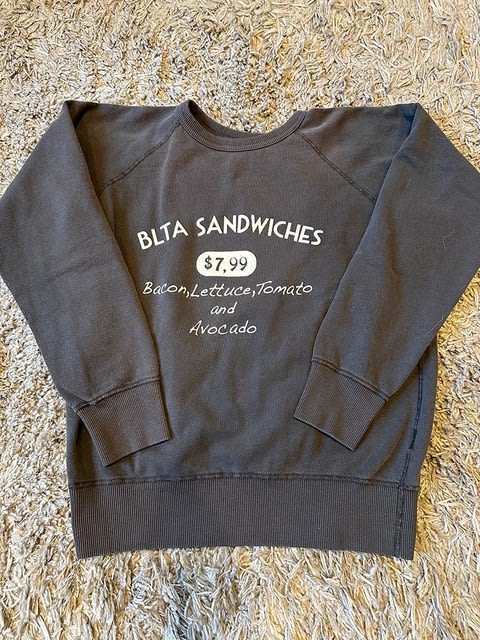 BLTA SANDWICHES
$7,99
Bacon,Lettuce,Tomato
and
Avocado